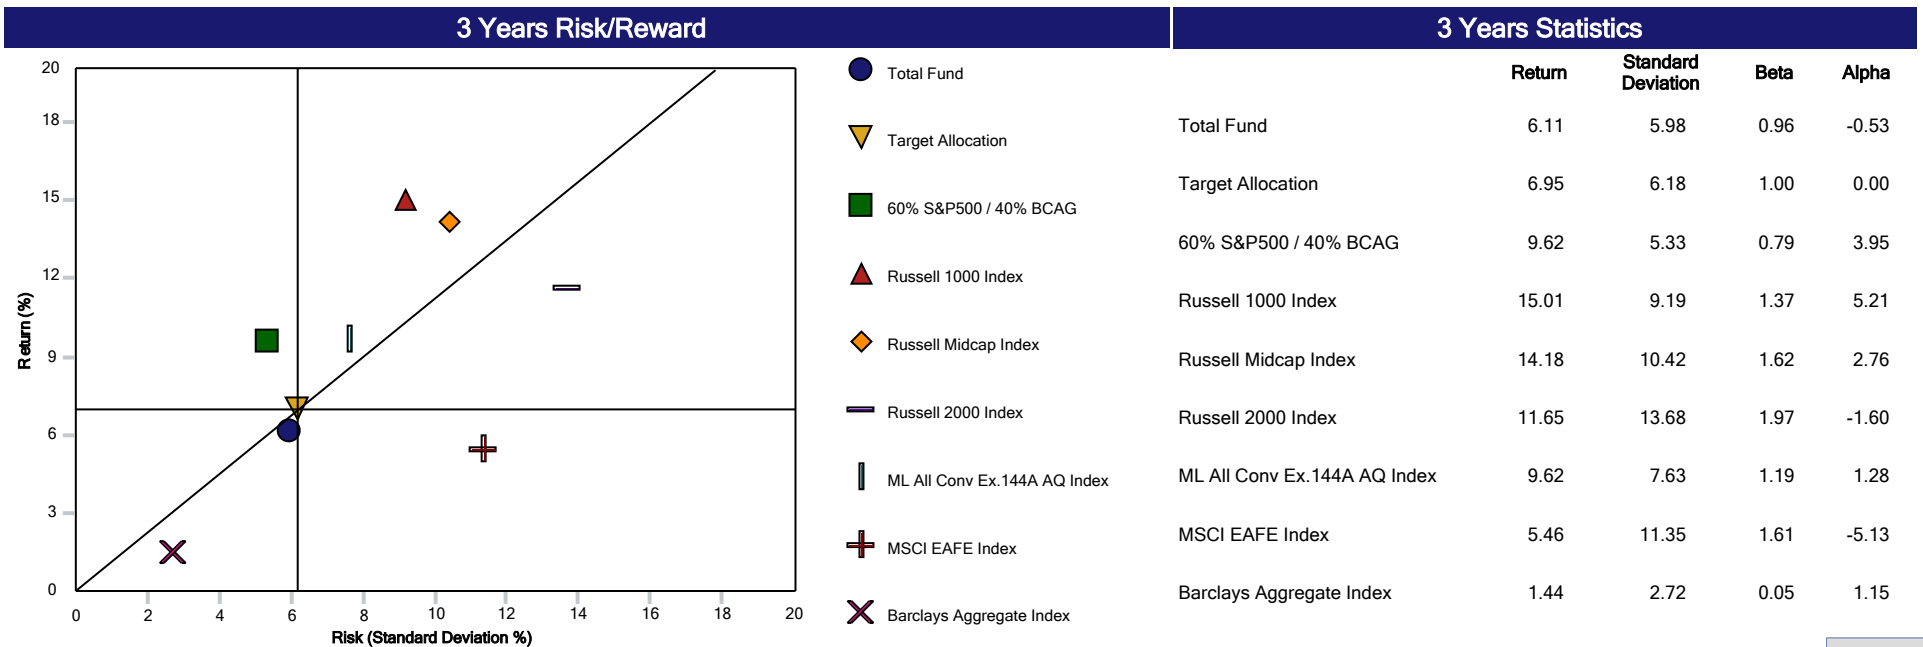 3 Years Risk/Reward
20
18
15
12
9
6
3
0
Return (%)
0 2 4 6 8 10 12 14 16 18 20
Risk (Standard Deviation %)
Total Fund
Target Allocation
60% S&P500 / 40% BCAG
Russell 1000 Index
Russell Midcap Index
Russell 2000 Index
ML All Conv Ex.144A AQ Index
MSCI EAFE Index
Barclays Aggregate Index
3 Years Statistics
Return Standard Deviation Beta Alpha
Total Fund 6.11 5.98 0.96 -0.53
Target Allocation 6.95 6.18 1.00 0.00
60% S&P500 / 40% BCAG 9.62 5.33 0.79 3.95
Russell 1000 Index 15.01 9.19 1.37 5.21
Russell Midcap Index 14.18 10.42 1.62 2.76
Russell 2000 Index 11.65 13.68 1.97 -1.60
ML All Conv Ex.144A AQ Index 9.62 7.63 1.19 1.28
MSCI EAFE Index 5.46 11.35 1.61 -5.13
Barclays Aggregate Index 1.44 2.72 0.05 1.15